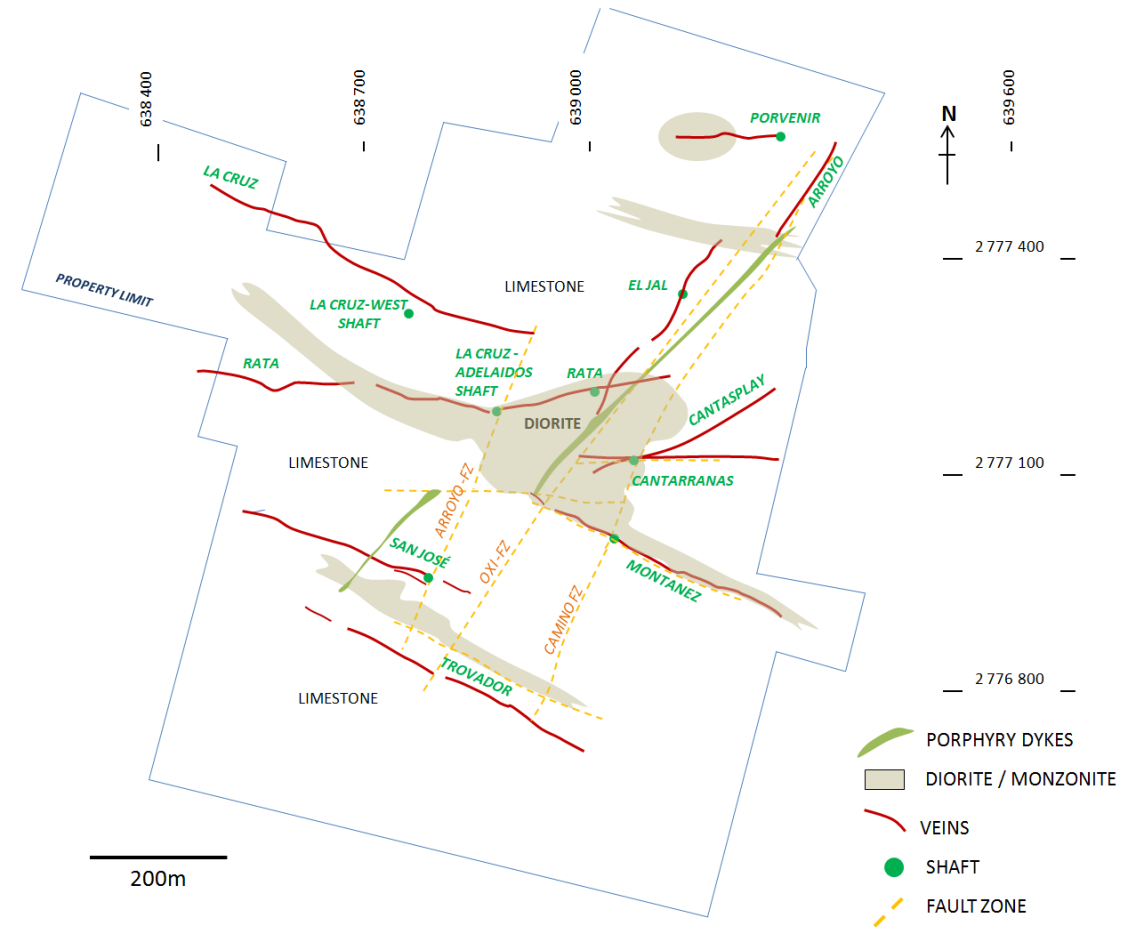 638 400
638 700
639 000
639 600
N
PORVENIR
ARROYO
LA CRUZ
2 777 400
PROPERTY LIMIT
LIMESTONE
EL JAL
LA CRUZ-WEST
SHAFT
LA CRUZ -
ADELAIDOS
SHAFT
RATA
RATA
CANTASPLAY
DIORITE
LIMESTONE
2 777 100
CANTARRANAS
ARROYO-FZ
SAN JOSÉ
OXI-FZ
MONTANEZ
CAMINO FZ
TROVADOR
LIMESTONE
2 776 800
PORPHYRY DYKES
DIORITE / MONZONITE
VEINS
SHAFT
FAULT ZONE
200m